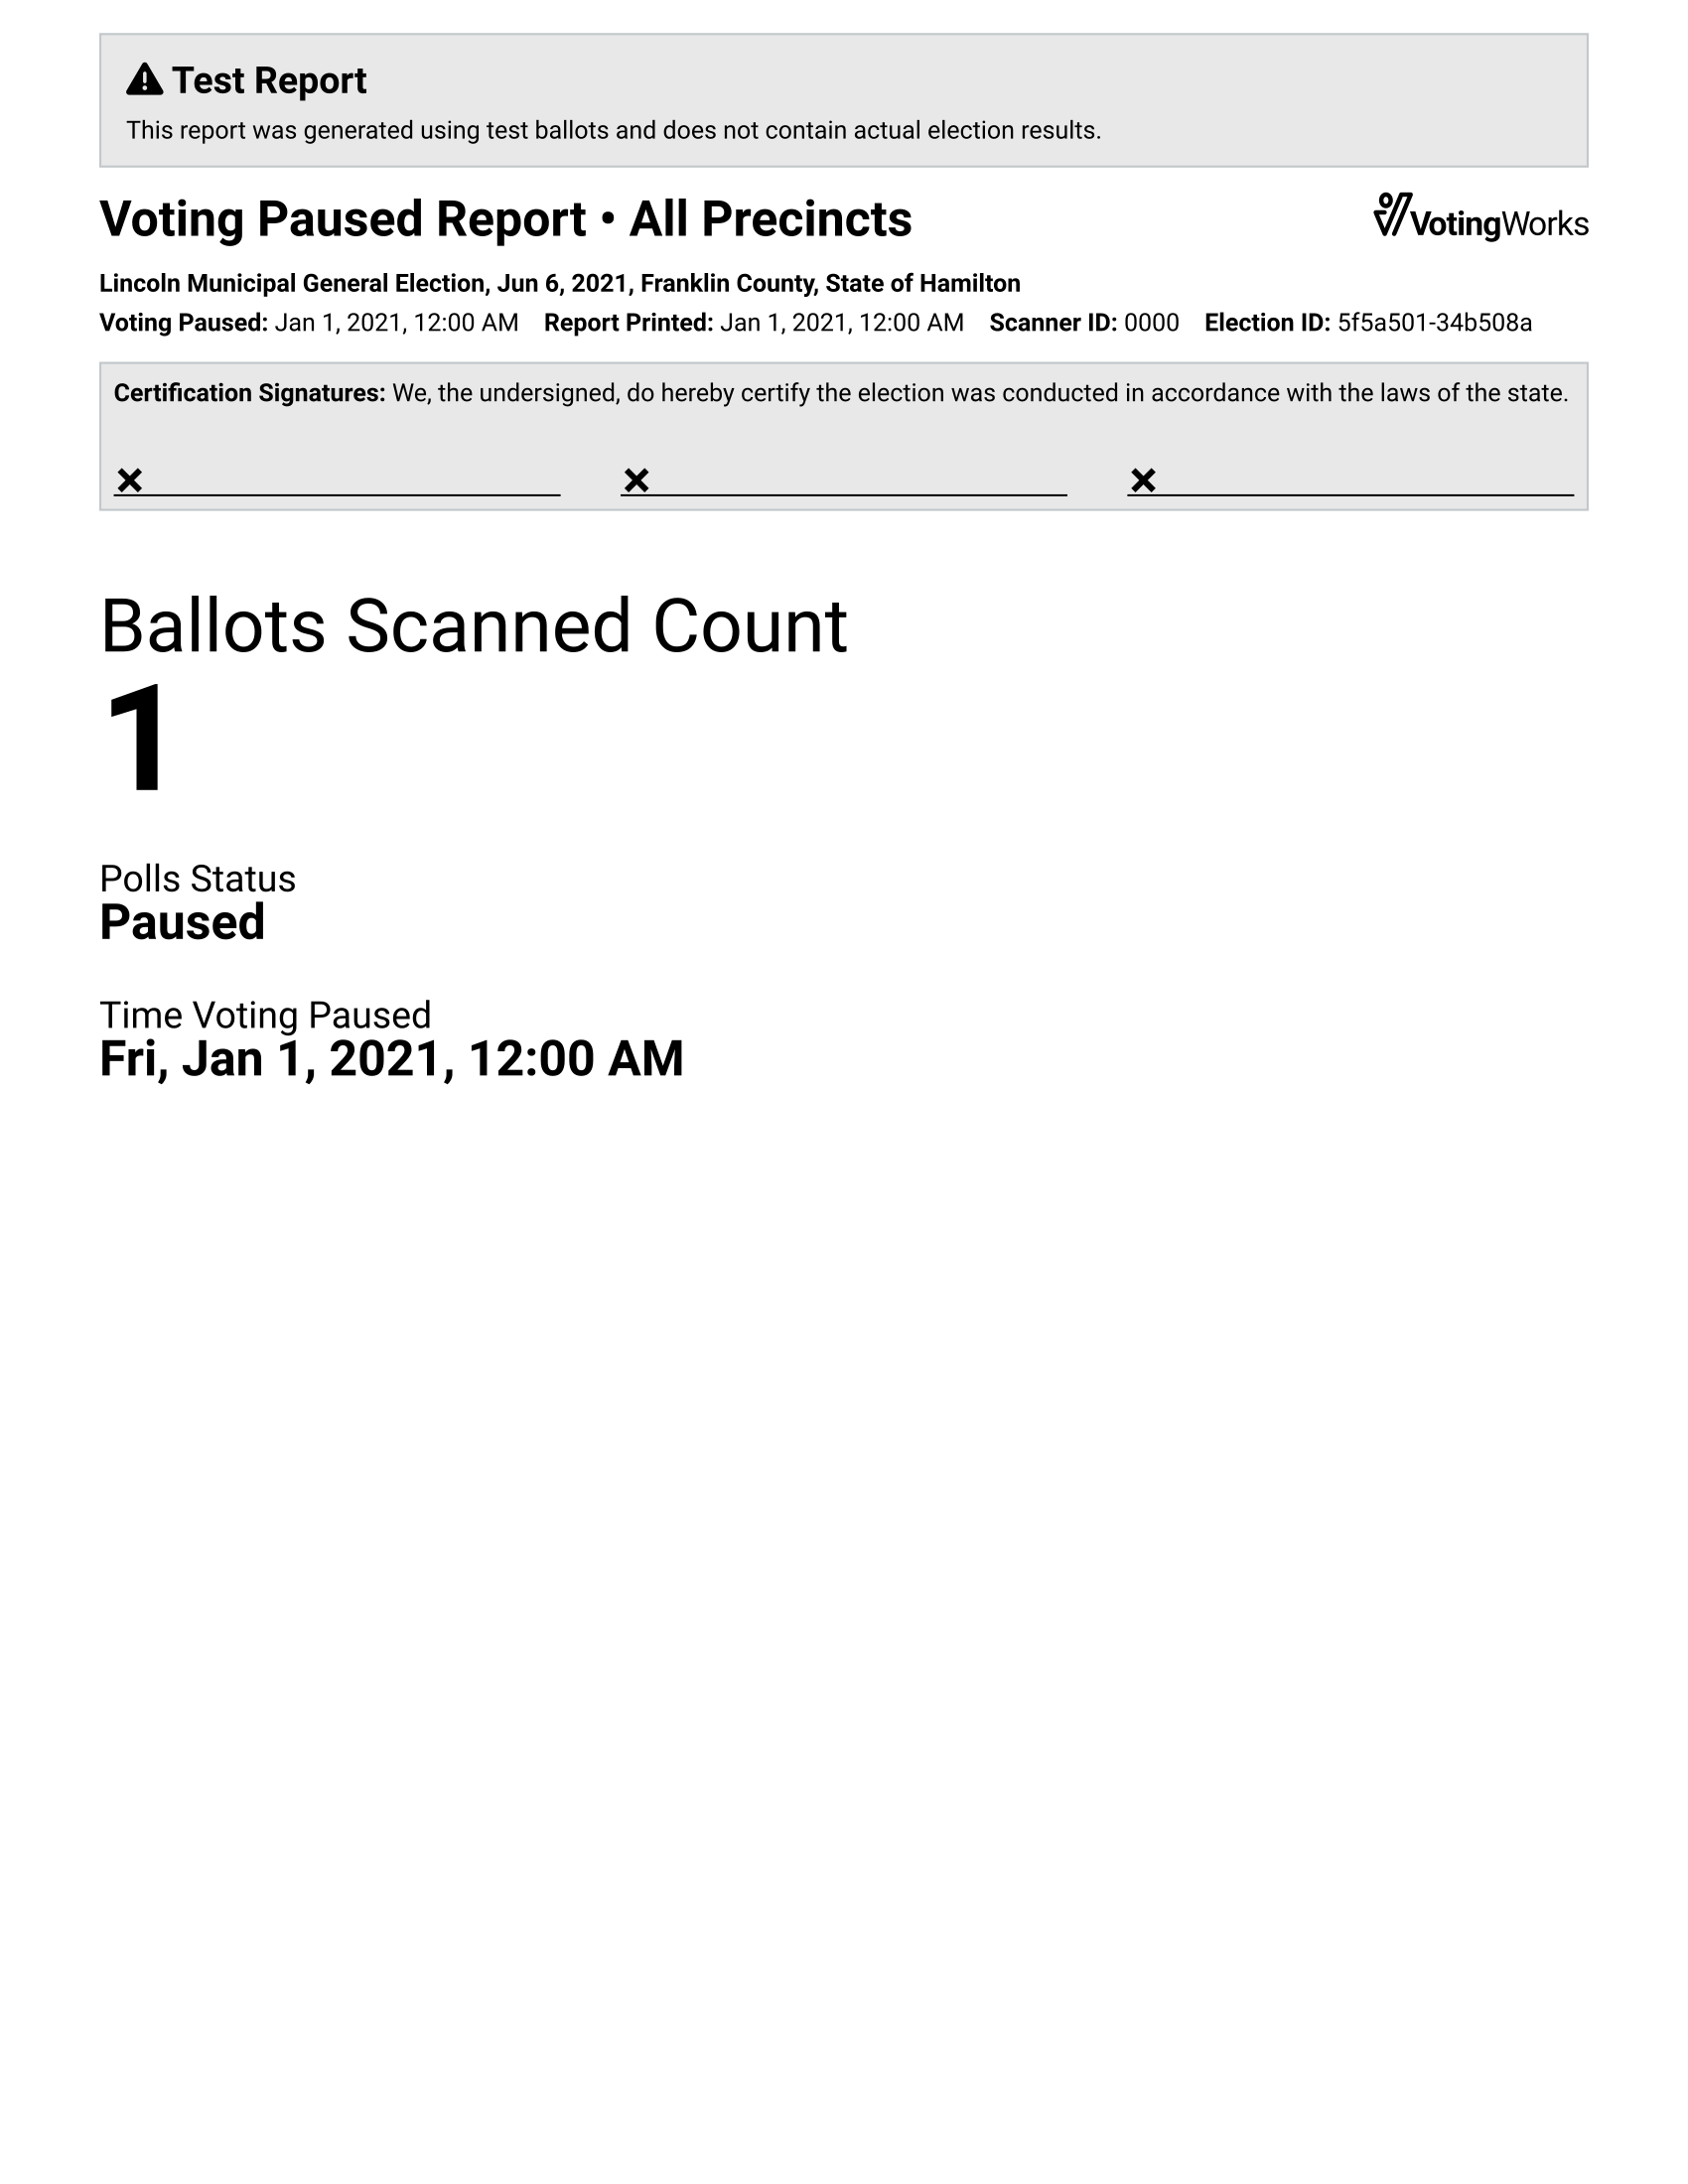 Test Report
This report was generated using test ballots and does not contain actual election results.
Voting Paused Report • All Precincts
VotingWorks
Lincoln Municipal General Election, Jun 6, 2021, Franklin County, State of Hamilton
Voting Paused: Jan 1, 2021, 12:00 AM Report Printed: Jan 1, 2021, 12:00 AM Scanner ID: 0000 Election ID: 5f5a501-34b508a
Certification Signatures: We, the undersigned, do hereby certify the election was conducted in accordance with the laws of the state.
Ballots Scanned Count
1
Polls Status
Paused
Time Voting Paused
Fri, Jan 1, 2021, 12:00 AM